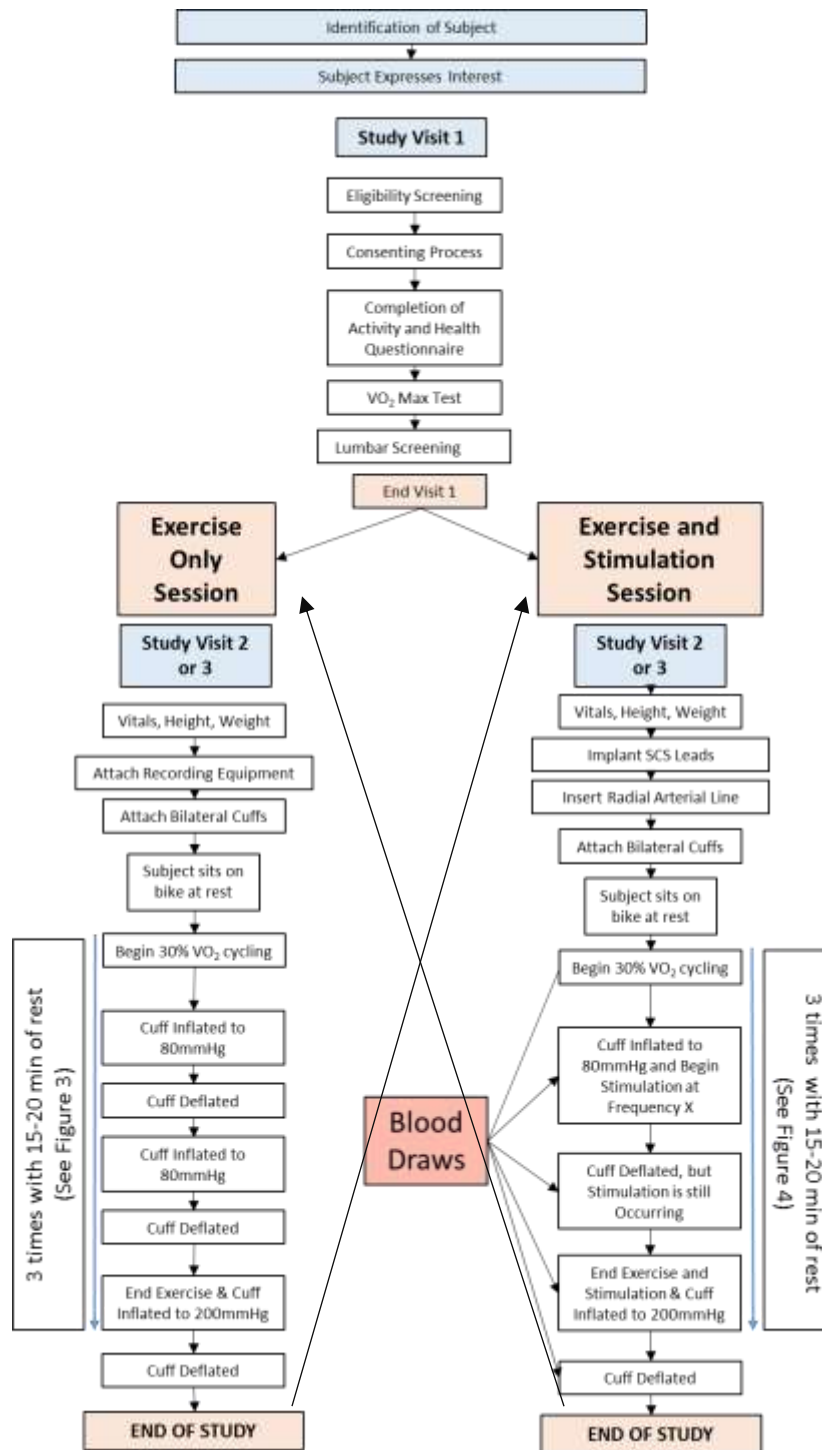 Identification of Subject
Subject Expresses Interest
Study Visit 1
Eligibility Screening
Consenting Process
Completion of
Activity and Health
Questionnaire
VO₂ Max Test
Lumbar Screening
End Visit 1
Exercise
Only
Session
Study Visit 2
or 3
Vitals, Height, Weight
Attach Recording Equipment
Attach Bilateral Cuffs
Subject sits on
bike at rest
Begin 30% VO₂ cycling
Cuff Inflated to
80mmHg
Cuff Deflated
Cuff Inflated to
80mmHg
Cuff Deflated
End Exercise & Cuff
Inflated to 200mmHg
Cuff Deflated
END OF STUDY
3 times with 15-20 min of rest
(See Figure 3)
Blood
Draws
Exercise and
Stimulation
Session
Study Visit 2
or 3
Vitals, Height, Weight
Implant SCS Leads
Insert Radial Arterial Line
Attach Bilateral Cuffs
Subject sits on
bike at rest
Begin 30% VO₂ cycling
Cuff Inflated to
80mmHg and Begin
Stimulation at
Frequency X
Cuff Deflated, but
Stimulation is still
Occurring
End Exercise and
Stimulation & Cuff
Inflated to 200mmHg
Cuff Deflated
END OF STUDY
3 times with 15-20 min of rest
(See Figure 4)